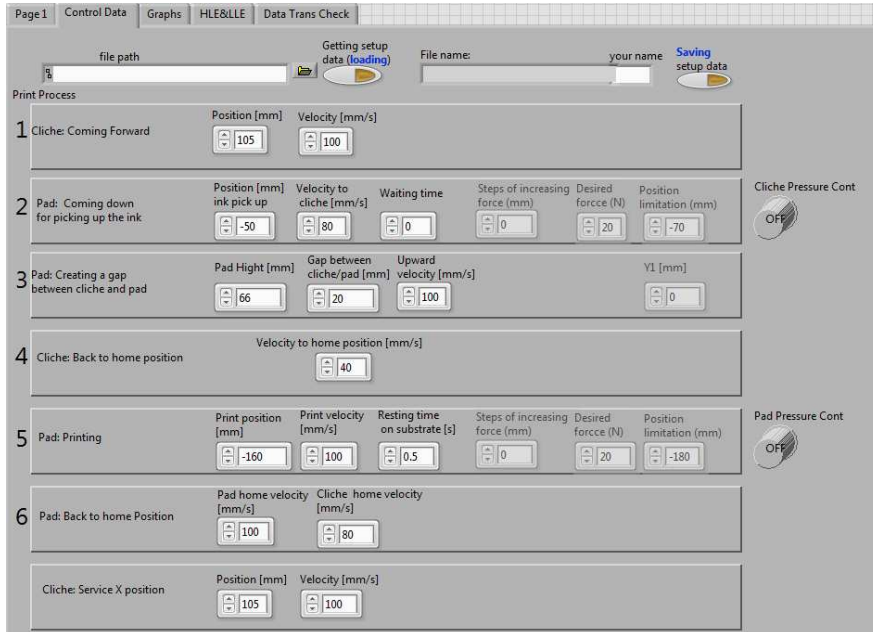 Page 1 Control Data Graphs HLE&LLE Data Trans Check
file path
Getting setup
data (loading)
File name:
your name
Saving
setup data
Print Process
1 Cliche: Coming Forward
Position [mm] Velocity [mm/s]
105 100
2 Pad: Coming down
for picking up the ink
Position [mm]
ink pick up
Velocity to
cliche [mm/s]
Waiting time
Steps of increasing
force (mm)
Desired
forcce (N)
Position
limitation (mm)
-50 80 0 0 20 -70
Cliche Pressure Cont
OFF
3 Pad: Creating a gap
between cliche and pad
Pad Hight [mm]
Gap between
cliche/pad [mm]
Upward
velocity [mm/s]
Y1 [mm]
66 20 100 0
4 Cliche: Back to home position
Velocity to home position [mm/s]
40
5 Pad: Printing
Print position
[mm]
Print velocity
[mm/s]
Resting time
on substrate [s]
Steps of increasing
force (mm)
Desired
forcce (N)
Position
limitation (mm)
-160 100 0.5 0 20 -180
Pad Pressure Cont
OFF
6 Pad: Back to home Position
Pad home velocity
[mm/s]
Cliche home velocity
[mm/s]
100 80
Cliche: Service X position
Position [mm] Velocity [mm/s]
105 100